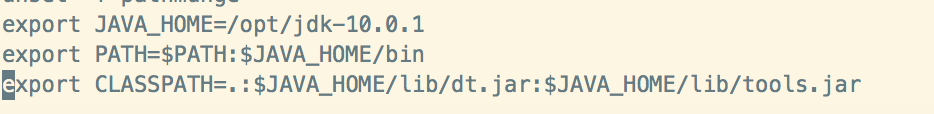 export JAVA_HOME=/opt/jdk-10.0.1
export PATH=$PATH:$JAVA_HOME/bin
export CLASSPATH=.:$JAVA_HOME/lib/dt.jar:$JAVA_HOME/lib/tools.jar